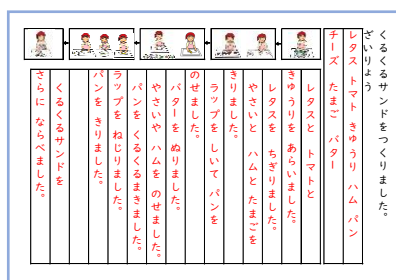 くるくるサンドをつくりました。
ざいりょう
レタス トマト きゅうり ハム パン
チーズ たまご バター
レタスと トマトと
きゅうりを あらいました。
レタスを ちぎりました。
やさいと ハムと たまごを
きりました。
ラップを しいて パンを
のせました。
バターを ぬりました。
やさいや ハムを のせました。
パンを くるくるまきました。
ラップを ねじりました。
パンを きりました。
くるくるサンドを
さらに ならべました。